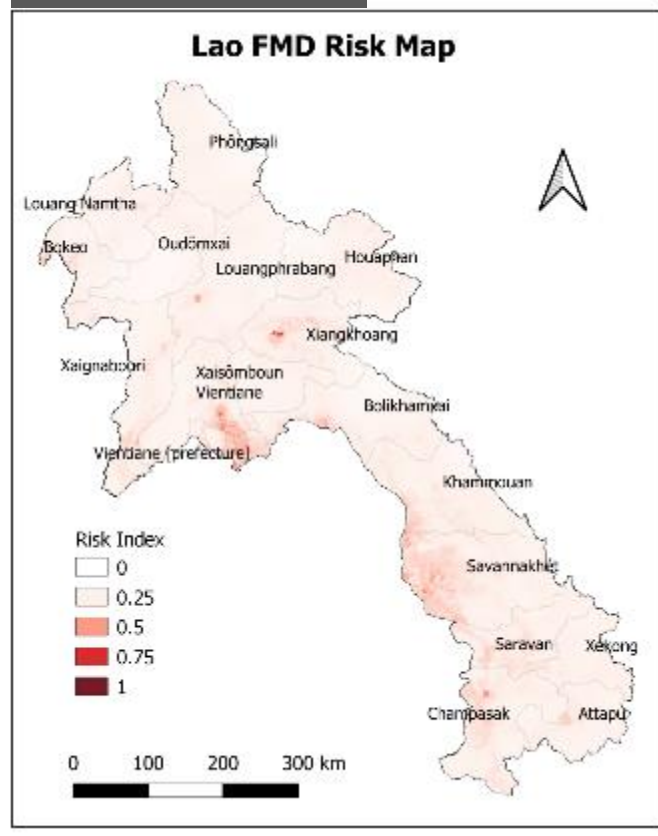 Lao FMD Risk Map
Phôngsali
Louang Namtha
Bokeo
Oudômxai
Louangphrabang
Houaphan
Xiangkhoang
Xaignabouri
Xaisômboun
Vientiane
Bolikhamxai
Vientiane (prefecture)
Khammouan
Savannakhét
Saravan
Xékong
Champasak
Attapu
Risk Index
0
0.25
0.5
0.75
1
0 100 200 300 km